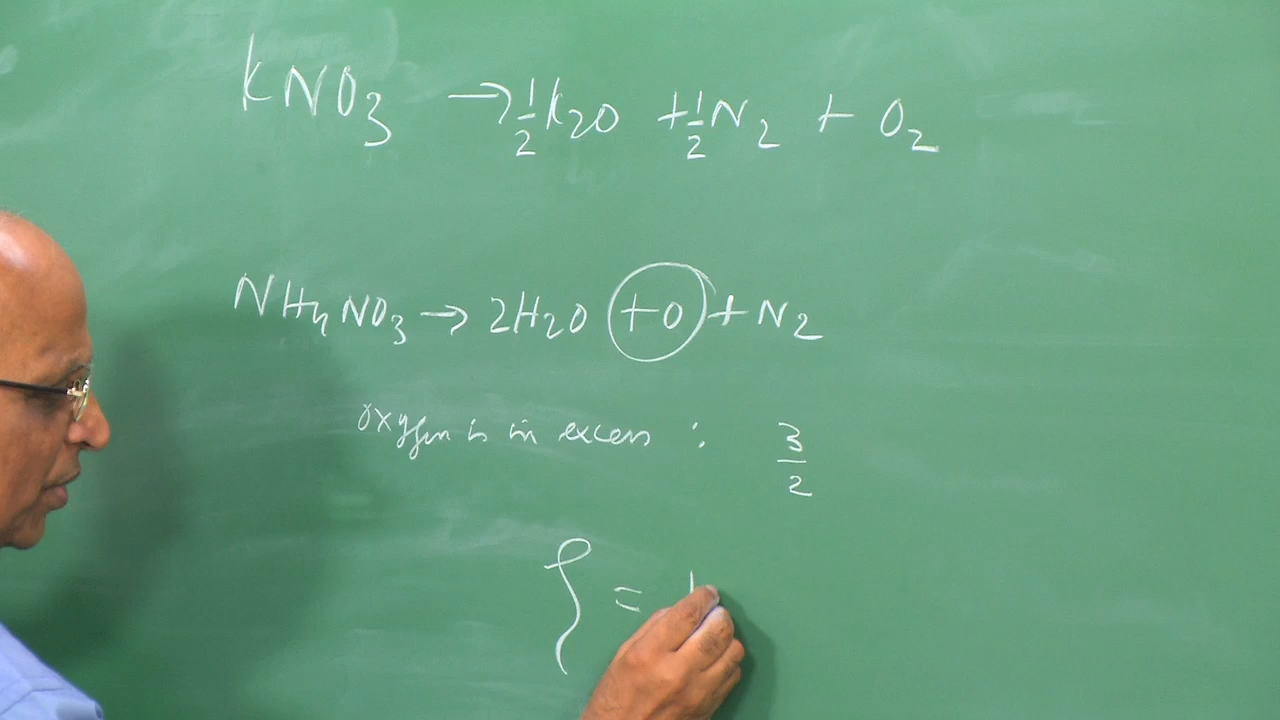 KNO3 → 1/2 K2O + 1/2 N2 + O2
NH4NO3 → 2H2O + O + N2
oxygen is in excess : 3/2
ρ = 1